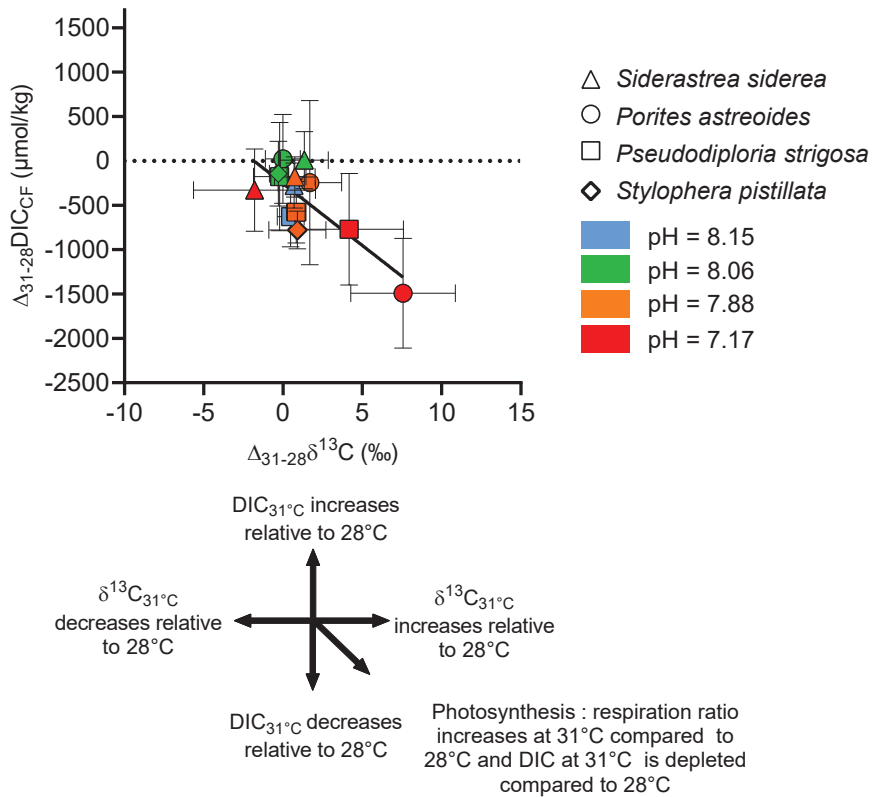 1500
1000
500
0
-500
-1000
-1500
-2000
-2500
Δ31-28DICCF (μmol/kg)
-10
-5
0
5
10
15
Δ31-28δ13C (‰)
Siderastrea siderea
Porites astreoides
Pseudodiploria strigosa
Stylophera pistillata
pH = 8.15
pH = 8.06
pH = 7.88
pH = 7.17
DIC31°C increases
relative to 28°C
δ13C31°C
decreases relative
to 28°C
δ13C31°C
increases relative
to 28°C
DIC31°C decreases
relative to 28°C
Photosynthesis : respiration ratio
increases at 31°C compared to
28°C and DIC at 31°C is depleted
compared to 28°C